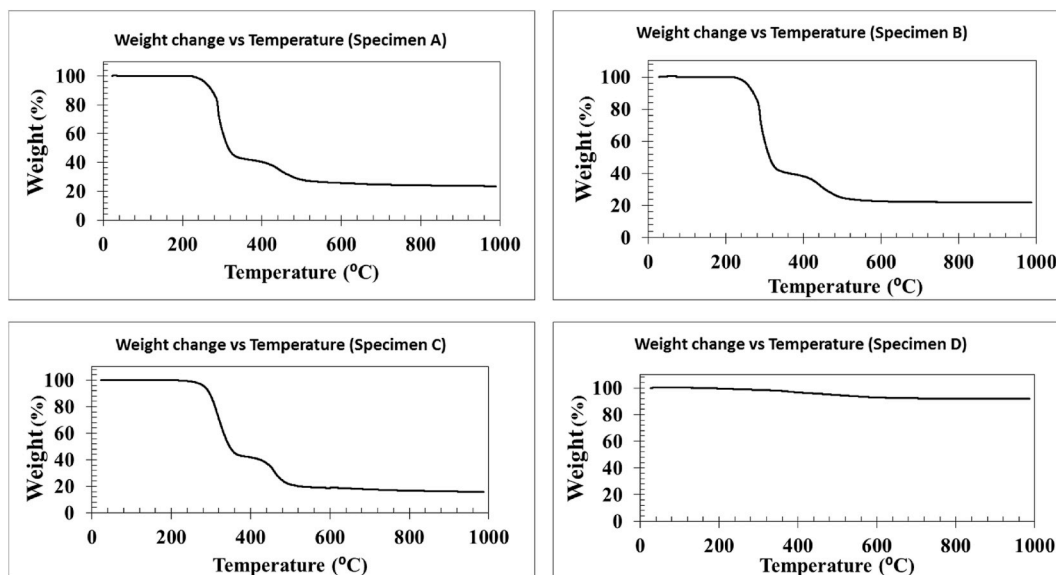 Weight change vs Temperature (Specimen A)
Weight (%)
100
80
60
40
20
0
0 200 400 600 800 1000
Temperature (⁰C)
Weight change vs Temperature (Specimen B)
Weight (%)
100
80
60
40
20
0
0 200 400 600 800 1000
Temperature (⁰C)
Weight change vs Temperature (Specimen C)
Weight (%)
100
80
60
40
20
0
0 200 400 600 800 1000
Temperature (⁰C)
Weight change vs Temperature (Specimen D)
Weight (%)
100
80
60
40
20
0
0 200 400 600 800 1000
Temperature (⁰C)